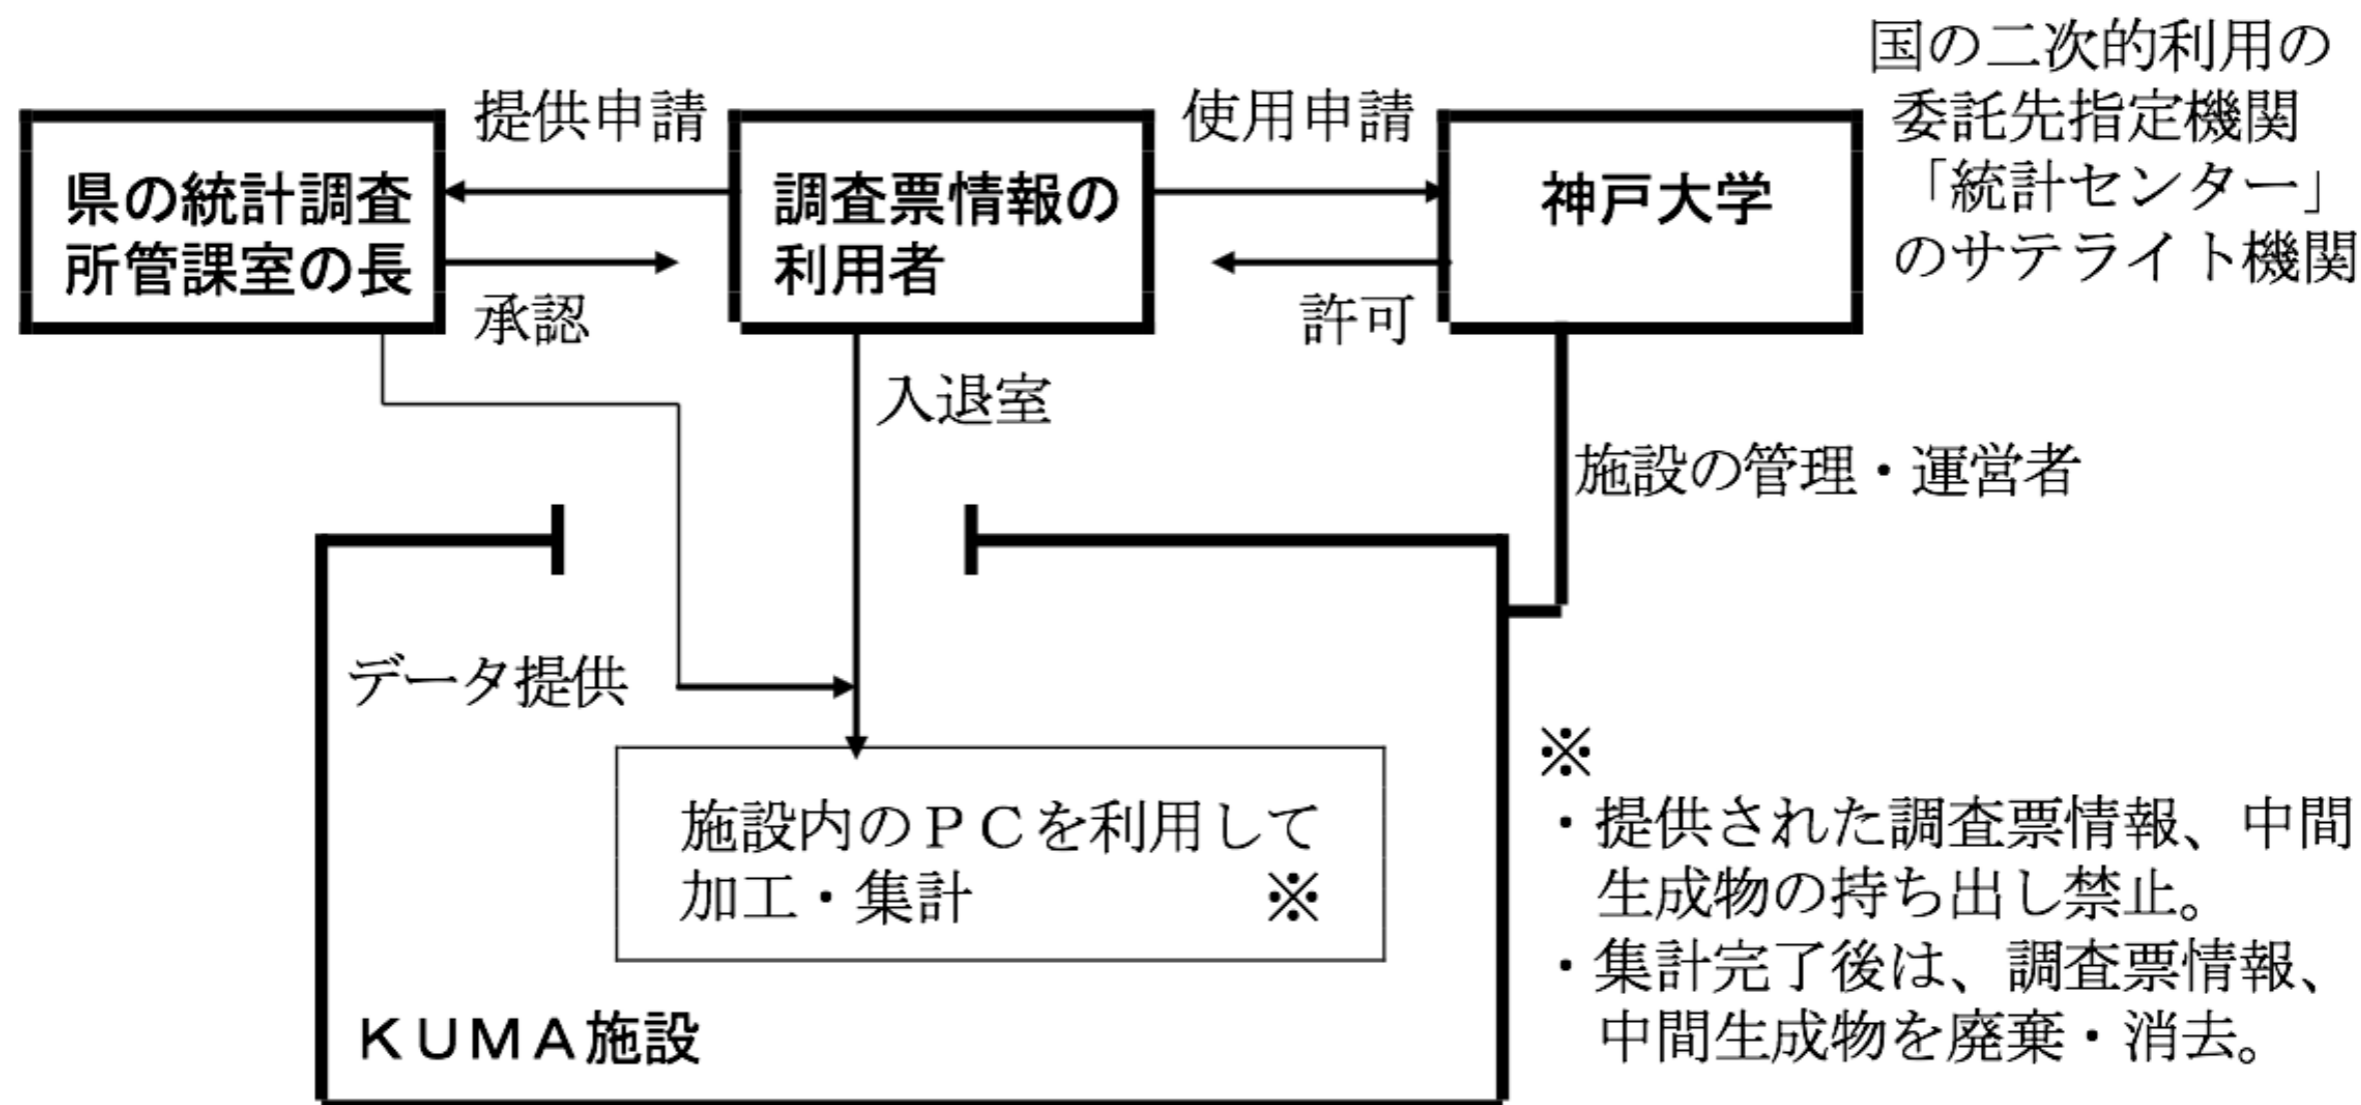 国の二次的利用の
委託先指定機関
「統計センター」
のサテライト機関
提供申請
使用申請
県の統計調査
所管課室の長
調査票情報の
利用者
神戸大学
承認
許可
入退室
施設の管理・運営者
データ提供
施設内のＰＣを利用して
加工・集計　※
ＫＵＭＡ施設
※
・提供された調査票情報、中間
生成物の持ち出し禁止。
・集計完了後は、調査票情報、
中間生成物を廃棄・消去。